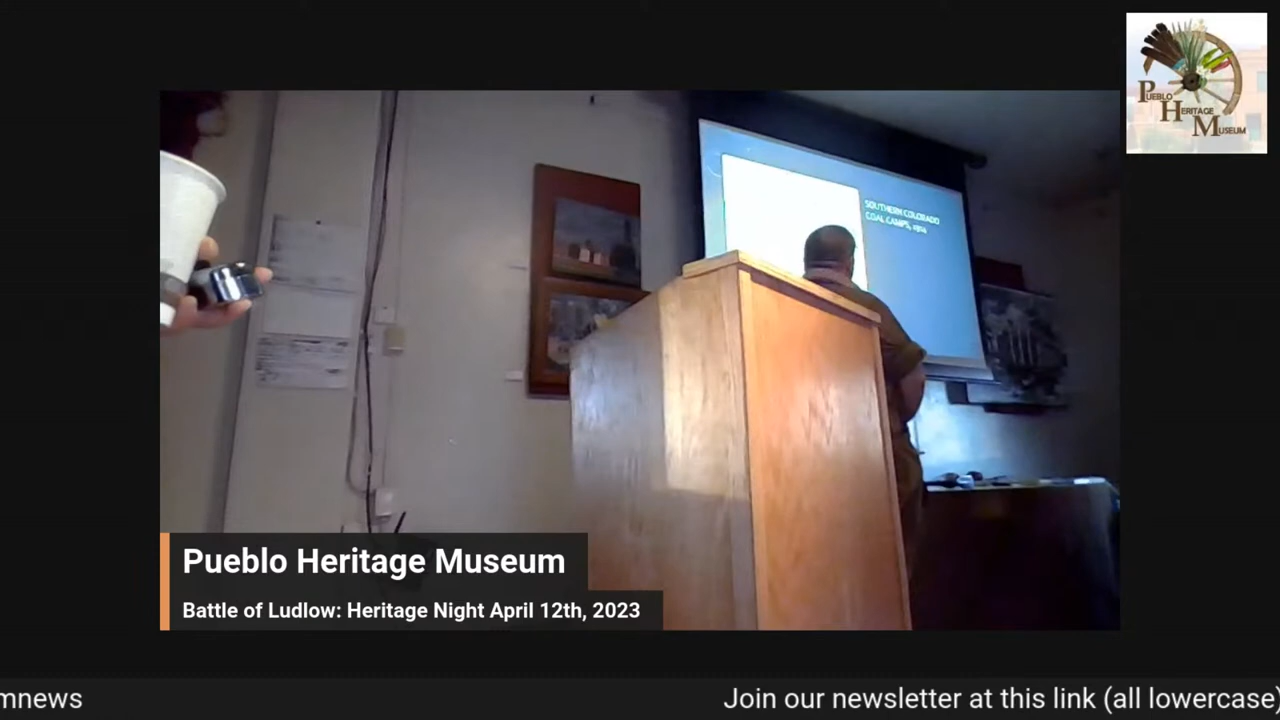 PUEBLO
HERITAGE
MUSEUM
SOUTHERN COLORADO
COAL CAMPS, 1914
Pueblo Heritage Museum
Battle of Ludlow: Heritage Night April 12th, 2023
mnews
Join our newsletter at this link (all lowercase)